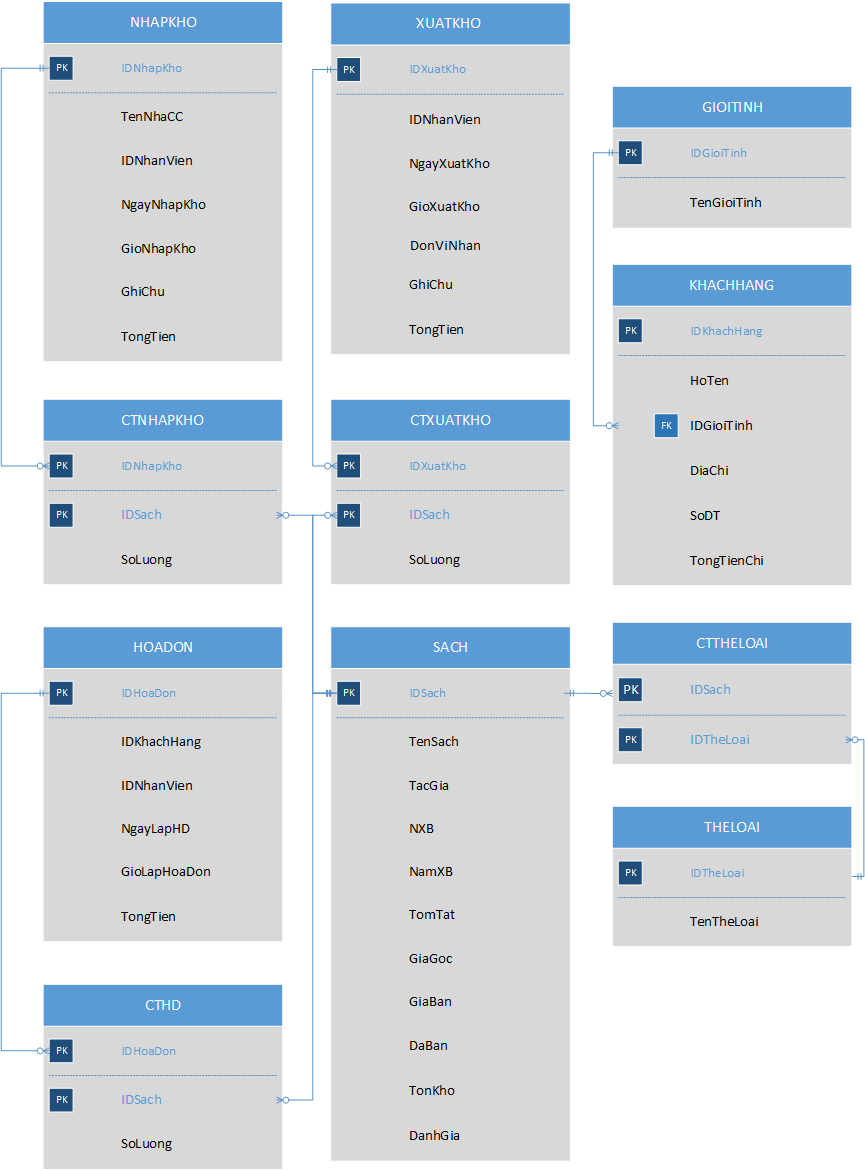 NHAPKHO
PK IDNhapKho
TenNhaCC
IDNhanVien
NgayNhapKho
GioNhapKho
GhiChu
TongTien
XUATKHO
PK IDXuatKho
IDNhanVien
NgayXuatKho
GioXuatKho
DonViNhan
GhiChu
TongTien
GIOITINH
PK IDGioiTinh
TenGioiTinh
KHACHHANG
PK IDKhachHang
HoTen
FK IDGioiTinh
DiaChi
SoDT
TongTienChi
CTNHAPKHO
PK IDNhapKho
PK IDSach
SoLuong
CTXUATKHO
PK IDXuatKho
PK IDSach
SoLuong
HOADON
PK IDHoaDon
IDKhachHang
IDNhanVien
NgayLapHD
GioLapHoaDon
TongTien
SACH
PK IDSach
TenSach
TacGia
NXB
NamXB
TomTat
GiaGoc
GiaBan
DaBan
TonKho
DanhGia
CTTHELOAI
PK IDSach
PK IDTheLoai
THELOAI
PK IDTheLoai
TenTheLoai
CTHD
PK IDHoaDon
PK IDSach
SoLuong